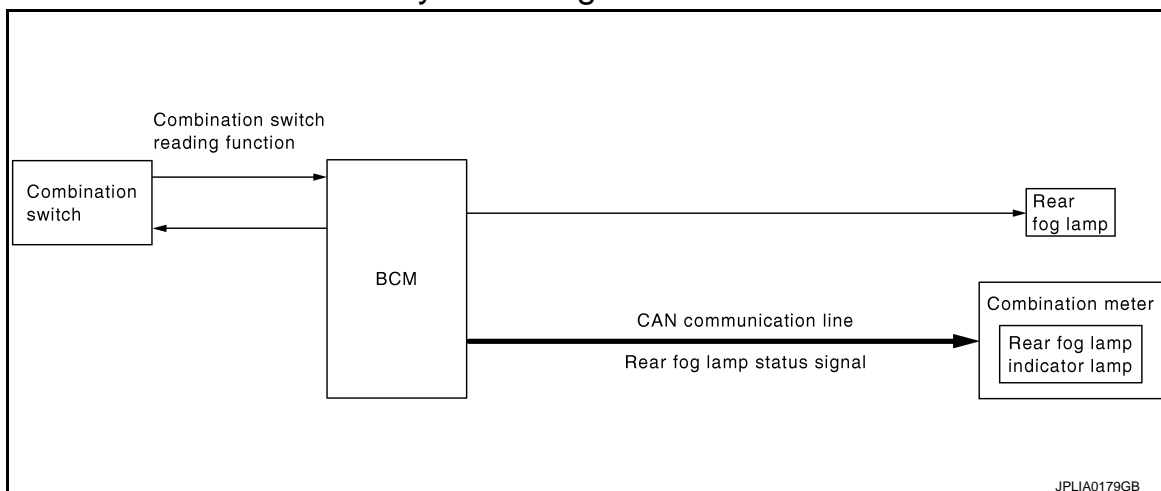 Combination switch
reading function
Combination
switch
BCM
Rear
fog lamp
CAN communication line
Rear fog lamp status signal
Combination meter
Rear fog lamp
indicator lamp
JPLIA0179GB